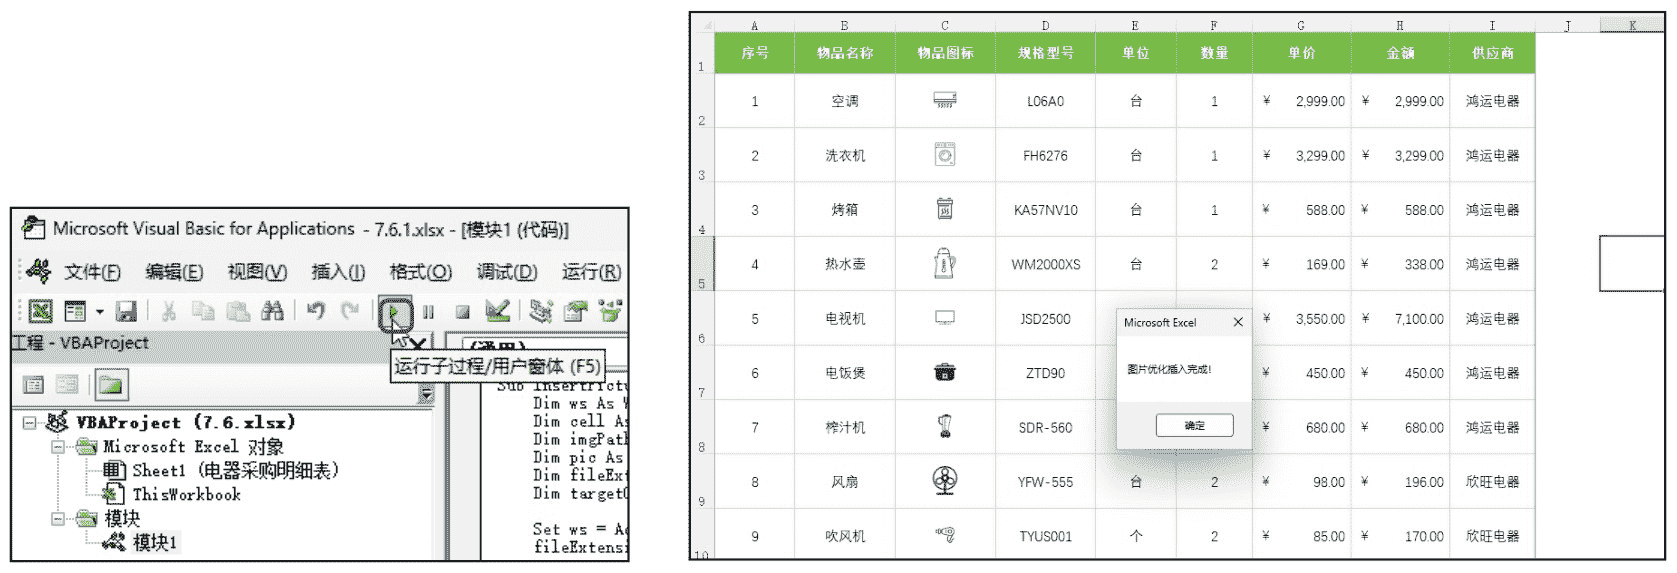 Microsoft Visual Basic for Applications - 7.6.1.xlsx - [模块1 (代码)]
文件(F) 编辑(E) 视图(V) 插入(I) 格式(O) 调试(D) 运行(R)
工程 - VBAProject
运行子过程/用户窗体 (F5)
VBAProject (7.6.xlsx)
Microsoft Excel 对象
Sheet1 (电器采购明细表)
ThisWorkbook
模块
模块1
(通用)
Sub InsertPictu
Dim ws As W
Dim cell As
Dim imgPath
Dim pic As
Dim fileExt
Dim targetC
Set ws = Ac
fileExtensi
A B C D E F G H I J K
1 序号 物品名称 物品图标 规格型号 单位 数量 单价 金额 供应商
2 1 空调 L06A0 台 1 ¥ 2,999.00 ¥ 2,999.00 鸿运电器
3 2 洗衣机 FH6276 台 1 ¥ 3,299.00 ¥ 3,299.00 鸿运电器
4 3 烤箱 KA57NV10 台 1 ¥ 588.00 ¥ 588.00 鸿运电器
5 4 热水壶 WM2000XS 台 2 ¥ 169.00 ¥ 338.00 鸿运电器
6 5 电视机 JSD2500 ¥ 3,550.00 ¥ 7,100.00 鸿运电器
7 6 电饭煲 ZTD90 ¥ 450.00 ¥ 450.00 鸿运电器
8 7 榨汁机 SDR-560 ¥ 680.00 ¥ 680.00 鸿运电器
9 8 风扇 YFW-555 台 2 ¥ 98.00 ¥ 196.00 欣旺电器
10 9 吹风机 TYUS001 个 2 ¥ 85.00 ¥ 170.00 欣旺电器
Microsoft Excel
图片优化插入完成!
确定